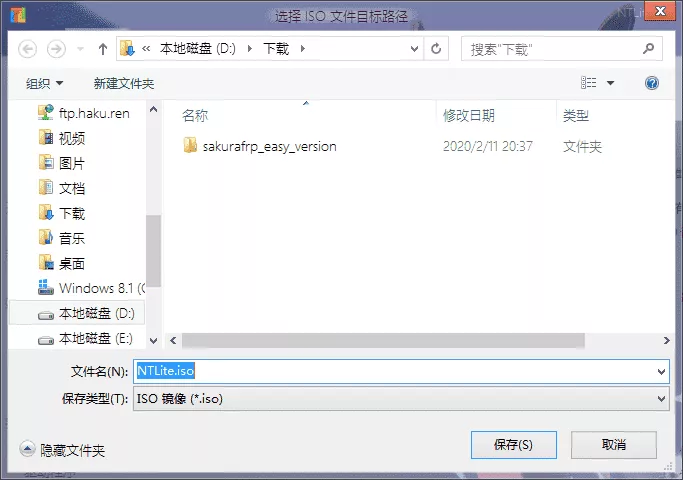 选择 ISO 文件目标路径
« 本地磁盘 (D:) 下载
搜索"下载"
组织 新建文件夹
名称 修改日期 类型
ftp.haku.ren
视频
图片
文档
下载
音乐
桌面
Windows 8.1 (C
本地磁盘 (D:)
本地磁盘 (E:)
sakurafrp_easy_version 2020/2/11 20:37 文件夹
文件名(N): NTLite.iso
保存类型(T): ISO 镜像 (*.iso)
隐藏文件夹 保存(S) 取消